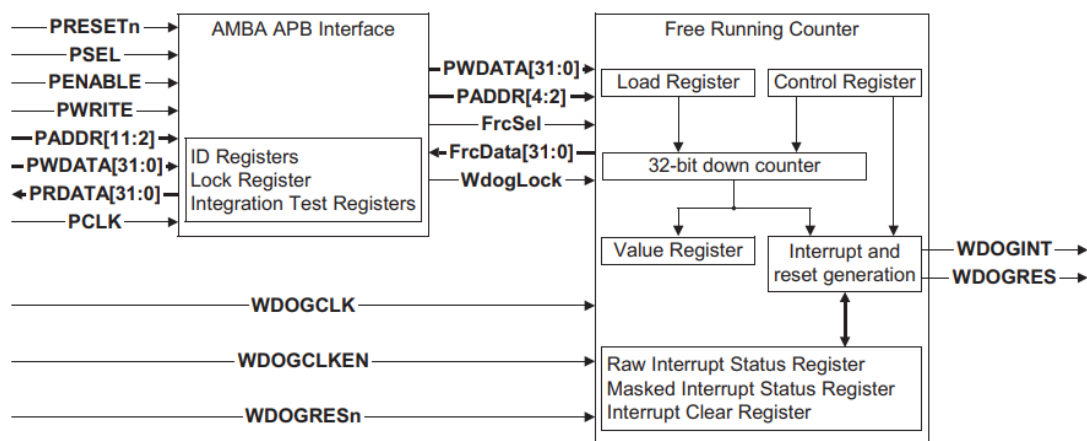 PRESETn
PSEL
PENABLE
PWRITE
PADDR[11:2]
PWDATA[31:0]
PRDATA[31:0]
PCLK
AMBA APB Interface
ID Registers
Lock Register
Integration Test Registers
PWDATA[31:0]
PADDR[4:2]
FrcSel
FrcData[31:0]
WdogLock
Free Running Counter
Load Register
Control Register
32-bit down counter
Value Register
Interrupt and
reset generation
WDOGINT
WDOGRES
WDOGCLK
WDOGCLKEN
WDOGRESn
Raw Interrupt Status Register
Masked Interrupt Status Register
Interrupt Clear Register